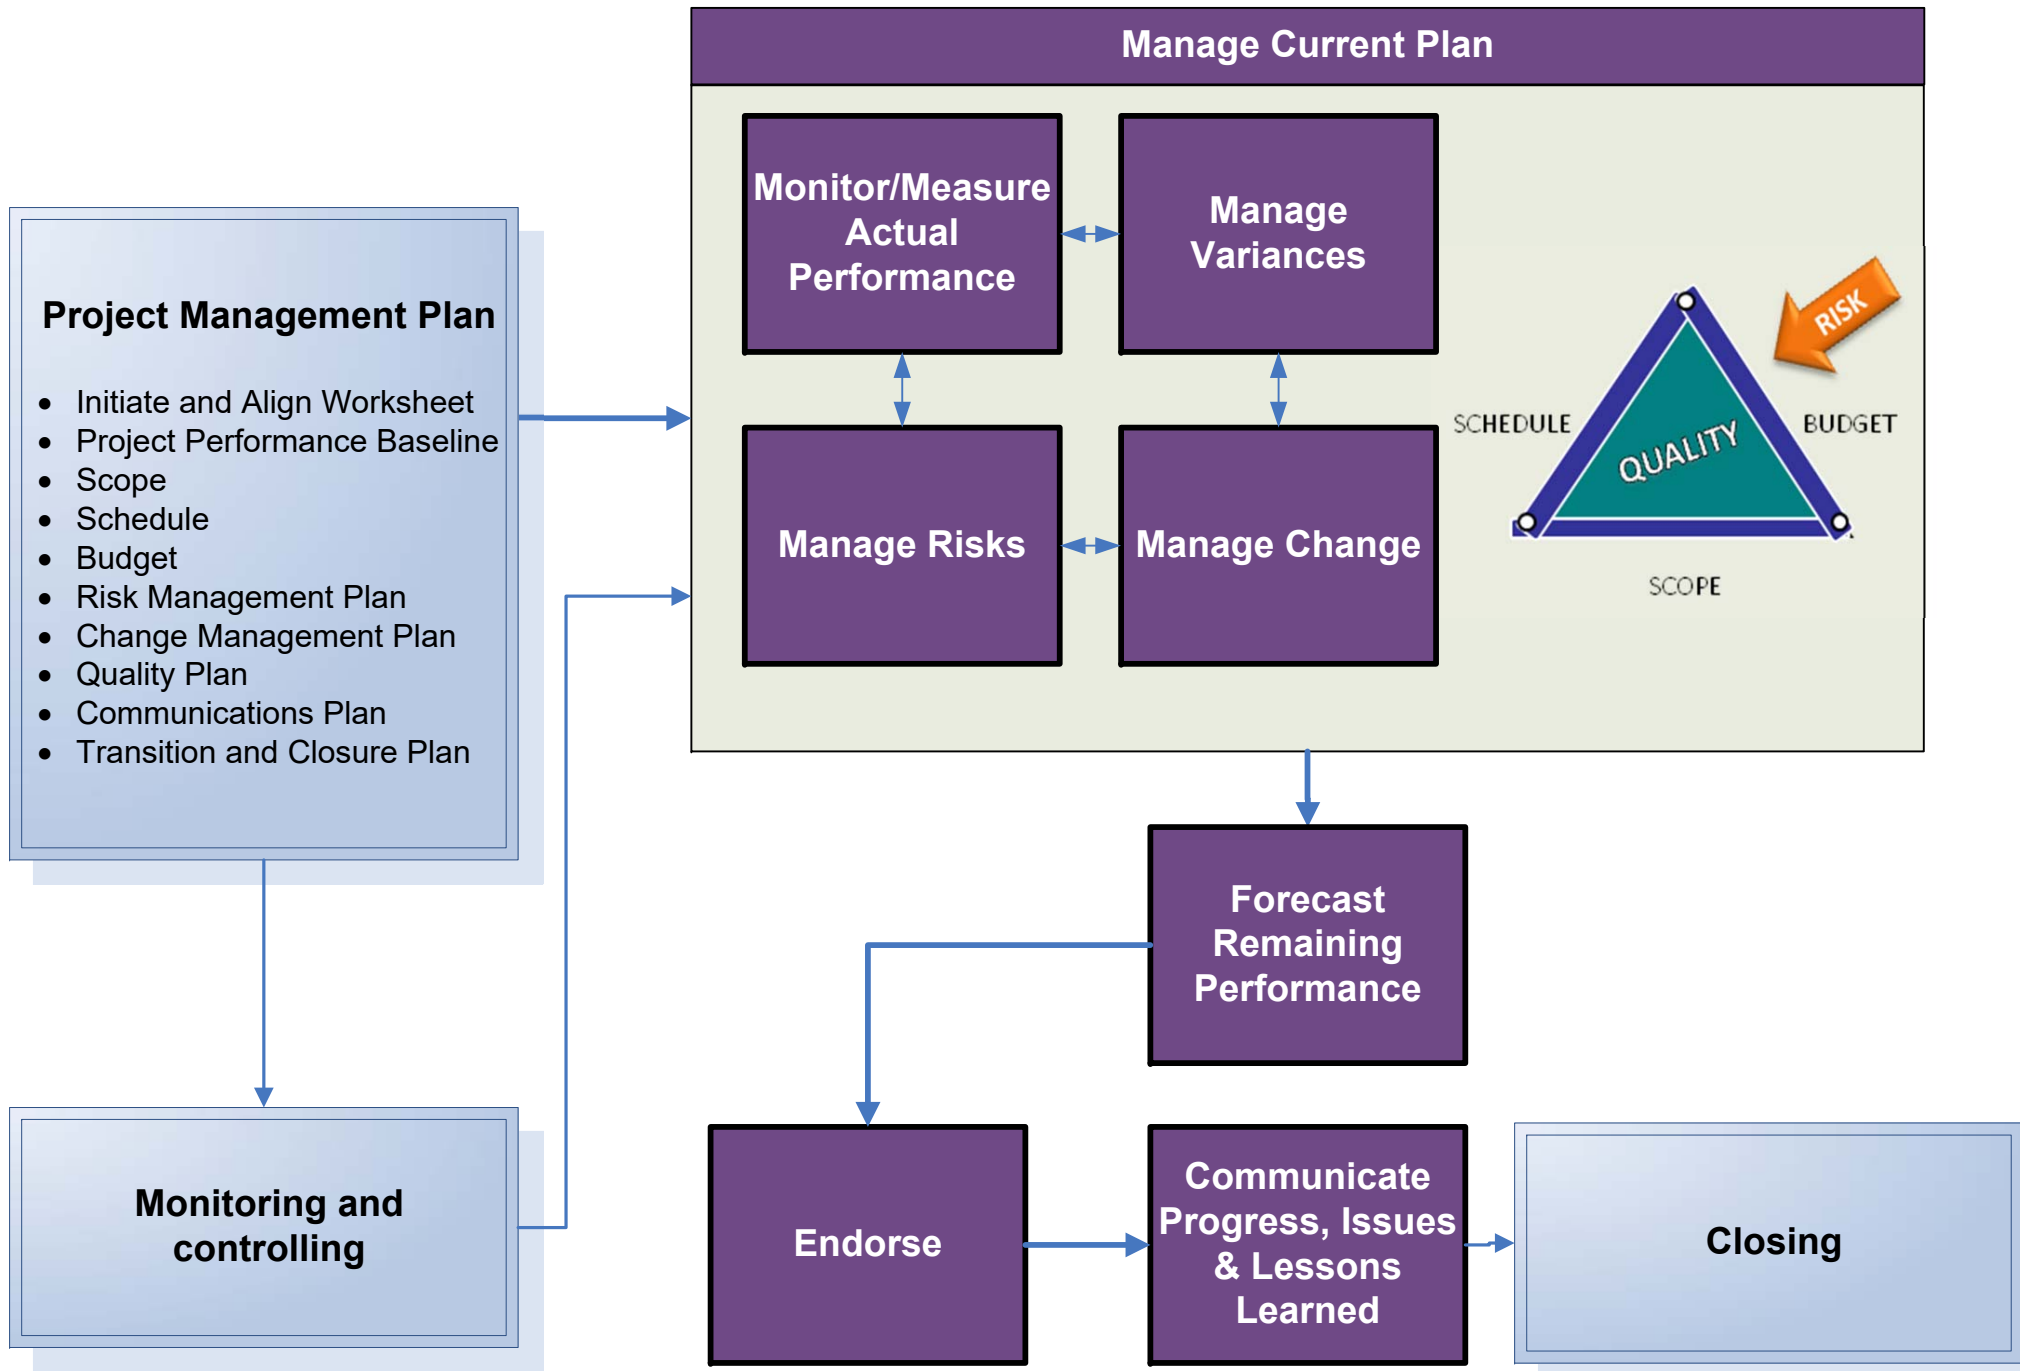 Manage Current Plan
Monitor/Measure
Actual
Performance
Manage
Variances
Manage Risks
Manage Change
RISK
SCHEDULE
BUDGET
QUALITY
SCOPE
Project Management Plan
• Initiate and Align Worksheet
• Project Performance Baseline
• Scope
• Schedule
• Budget
• Risk Management Plan
• Change Management Plan
• Quality Plan
• Communications Plan
• Transition and Closure Plan
Forecast
Remaining
Performance
Monitoring and
controlling
Endorse
Communicate
Progress, Issues
& Lessons
Learned
Closing